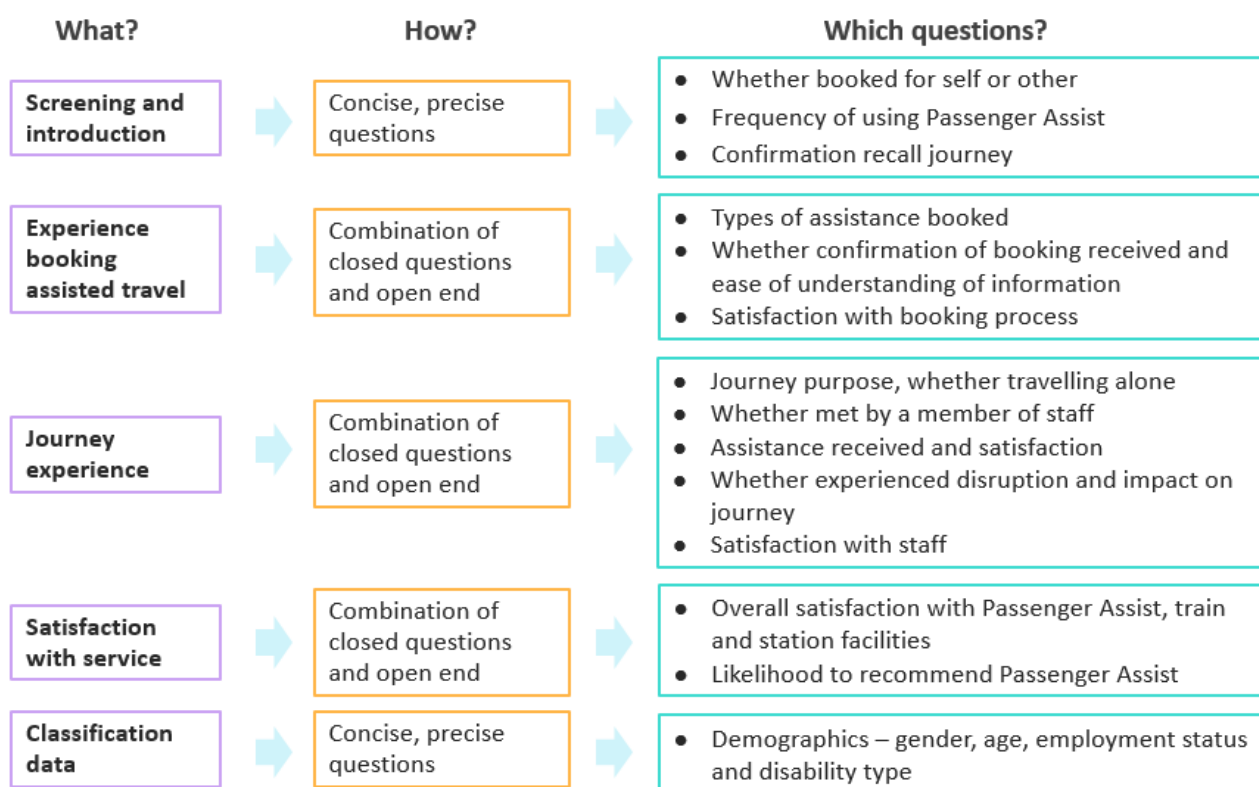 What?
How?
Which questions?
Screening and
introduction
Concise, precise
questions
● Whether booked for self or other
● Frequency of using Passenger Assist
● Confirmation recall journey
Experience
booking
assisted travel
Combination of
closed questions
and open end
● Types of assistance booked
● Whether confirmation of booking received and
ease of understanding of information
● Satisfaction with booking process
Journey
experience
Combination of
closed questions
and open end
● Journey purpose, whether travelling alone
● Whether met by a member of staff
● Assistance received and satisfaction
● Whether experienced disruption and impact on
journey
● Satisfaction with staff
Satisfaction
with service
Combination of
closed questions
and open end
● Overall satisfaction with Passenger Assist, train
and station facilities
● Likelihood to recommend Passenger Assist
Classification
data
Concise, precise
questions
● Demographics – gender, age, employment status
and disability type